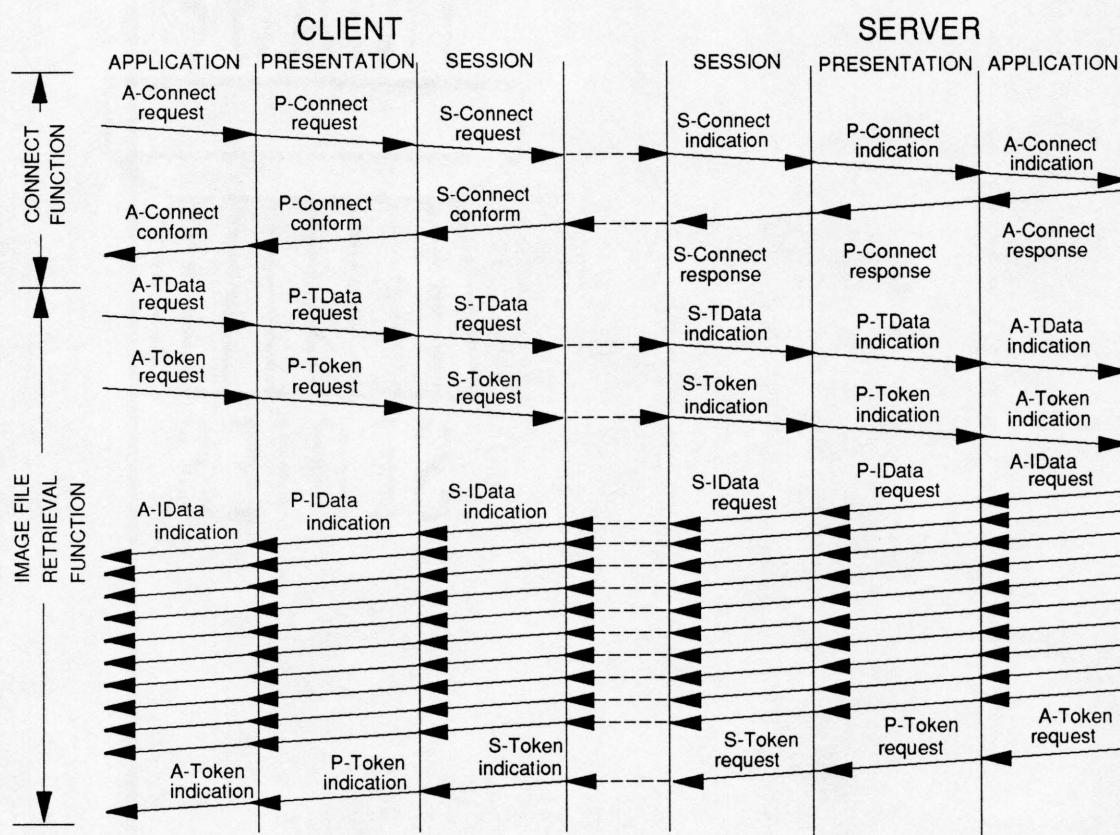 CLIENT
SERVER
APPLICATION
PRESENTATION
SESSION
SESSION
PRESENTATION
APPLICATION
CONNECT
FUNCTION
A-Connect
request
P-Connect
request
S-Connect
request
S-Connect
indication
P-Connect
indication
A-Connect
indication
A-Connect
conform
P-Connect
conform
S-Connect
conform
S-Connect
response
P-Connect
response
A-Connect
response
IMAGE FILE
RETRIEVAL
FUNCTION
A-TData
request
P-TData
request
S-TData
request
S-TData
indication
P-TData
indication
A-TData
indication
A-Token
request
P-Token
request
S-Token
request
S-Token
indication
P-Token
indication
A-Token
indication
A-IData
indication
P-IData
indication
S-IData
indication
S-IData
request
P-IData
request
A-IData
request
A-Token
indication
P-Token
indication
S-Token
indication
S-Token
request
P-Token
request
A-Token
request